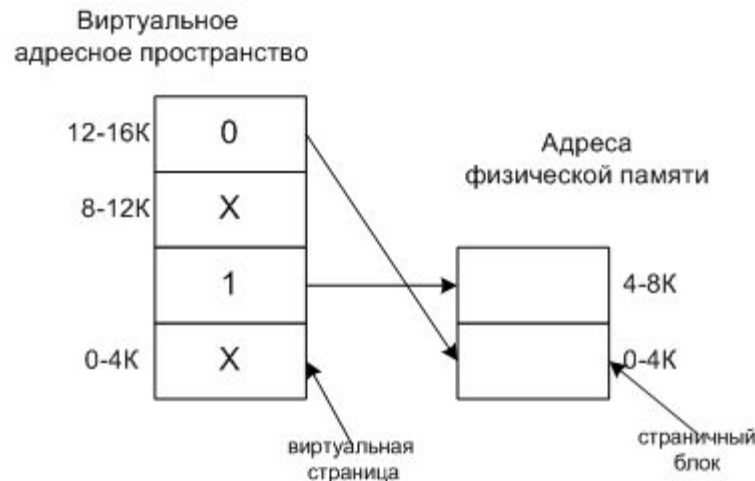 Виртуальное
адресное пространство
12-16К
0
Адреса
физической памяти
8-12К
X
1
4-8К
0-4К
X
0-4К
виртуальная
страница
страничный
блок